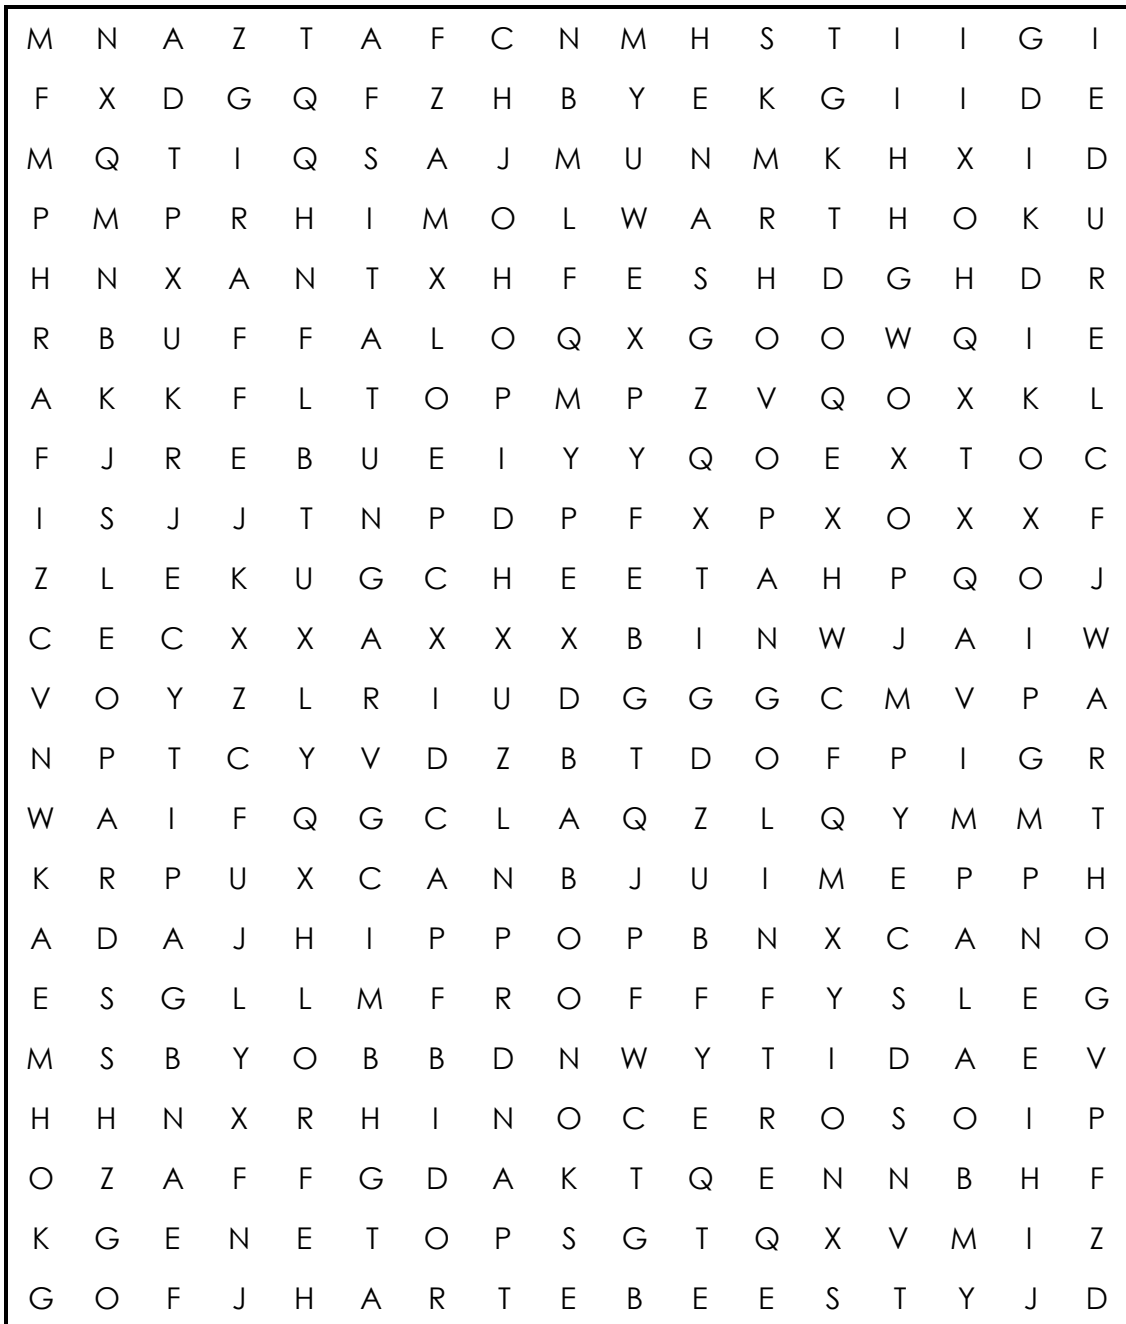 M N A Z T A F C N M H S T I I G I
F X D G Q F Z H B Y E K G I I D E
M Q T I Q S A J M U N M K H X I D
P M P R H I M O L W A R T H O K U
H N X A N T X H F E S H D G H D R
R B U F F A L O Q X G O O W Q I E
A K K F L T O P M P Z V Q O X K L
F J R E B U E I Y Y Q O E X T O C
I S J J T N P D P F X P X O X X F
Z L E K U G C H E E T A H P Q O J
C E C X X A X X X B I N W J A I W
V O Y Z L R I U D G G G C M V P A
N P T C Y V D Z B T D O F P I G R
W A I F Q G C L A Q Z L Q Y M M T
K R P U X C A N B J U I M E P P H
A D A J H I P P O P B N X C A N O
E S G L L M F R O F F F Y S L E G
M S B Y O B B D N W Y T I D A E V
H H N X R H I N O C E R O S O I P
O Z A F F G D A K T Q E N N B H F
K G E N E T O P S G T Q X V M I Z
G O F J H A R T E B E E S T Y J D